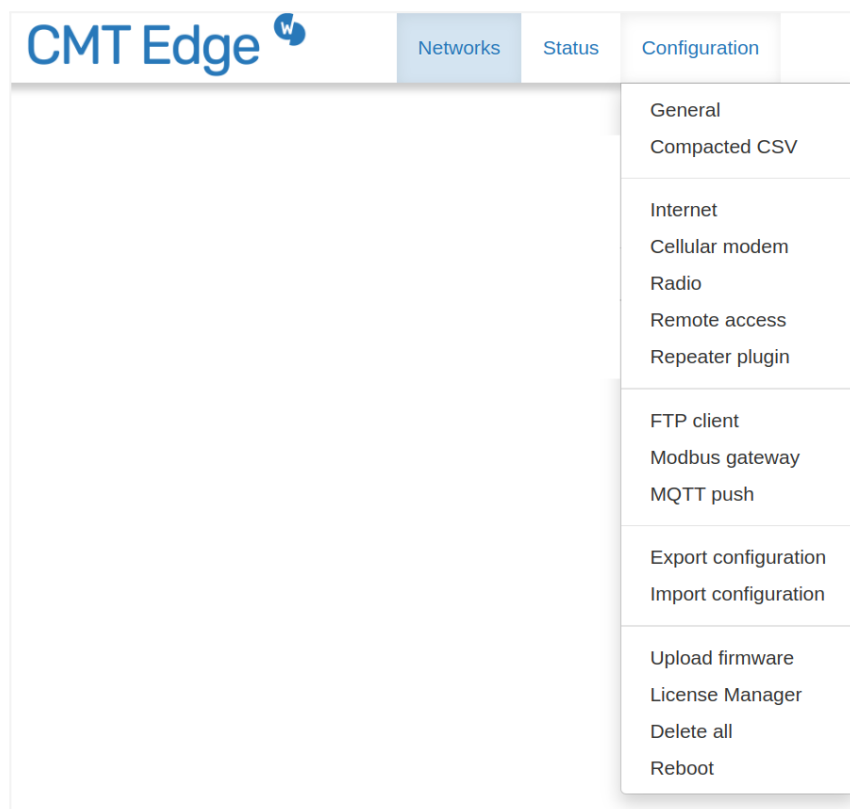 CMT Edge W
Networks Status Configuration
General
Compacted CSV
Internet
Cellular modem
Radio
Remote access
Repeater plugin
FTP client
Modbus gateway
MQTT push
Export configuration
Import configuration
Upload firmware
License Manager
Delete all
Reboot